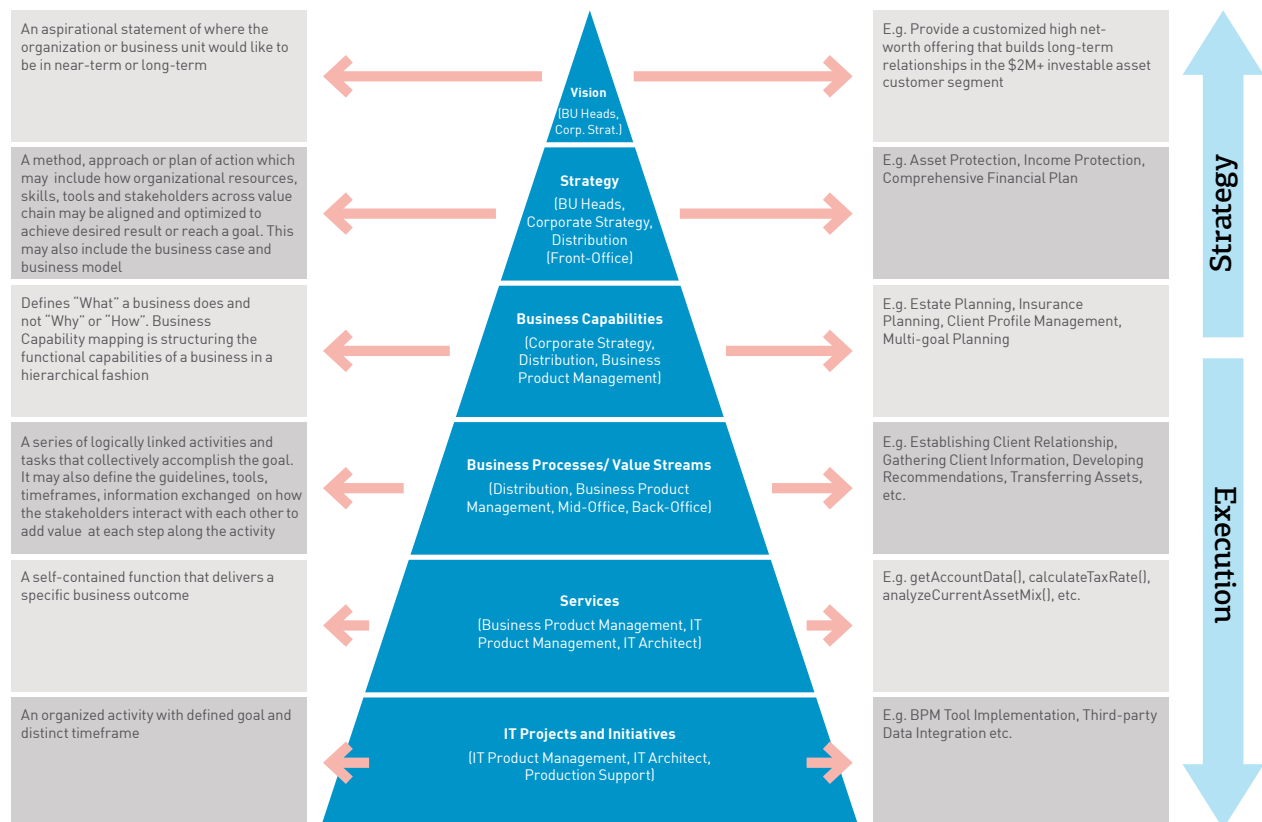 An aspirational statement of where the
organization or business unit would like to
be in near-term or long-term
Vision
(BU Heads,
Corp. Strat.)
E.g. Provide a customized high net-
worth offering that builds long-term
relationships in the $2M+ investable asset
customer segment
A method, approach or plan of action which
may include how organizational resources,
skills, tools and stakeholders across value
chain may be aligned and optimized to
achieve desired result or reach a goal. This
may also include the business case and
business model
Strategy
(BU Heads,
Corporate Strategy,
Distribution
(Front-Office)
E.g. Asset Protection, Income Protection,
Comprehensive Financial Plan
Strategy
Defines “What” a business does and
not “Why” or “How”. Business
Capability mapping is structuring the
functional capabilities of a business in a
hierarchical fashion
Business Capabilities
(Corporate Strategy,
Distribution, Business
Product Management)
E.g. Estate Planning, Insurance
Planning, Client Profile Management,
Multi-goal Planning
A series of logically linked activities and
tasks that collectively accomplish the goal.
It may also define the guidelines, tools,
timeframes, information exchanged on how
the stakeholders interact with each other to
add value at each step along the activity
Business Processes/ Value Streams
(Distribution, Business Product
Management, Mid-Office, Back-Office)
E.g. Establishing Client Relationship,
Gathering Client Information, Developing
Recommendations, Transferring Assets,
etc.
Execution
A self-contained function that delivers a
specific business outcome
Services
(Business Product Management, IT
Product Management, IT Architect)
E.g. getAccountData(), calculateTaxRate(),
analyzeCurrentAssetMix(), etc.
An organized activity with defined goal and
distinct timeframe
IT Projects and Initiatives
(IT Product Management, IT Architect,
Production Support)
E.g. BPM Tool Implementation, Third-party
Data Integration etc.